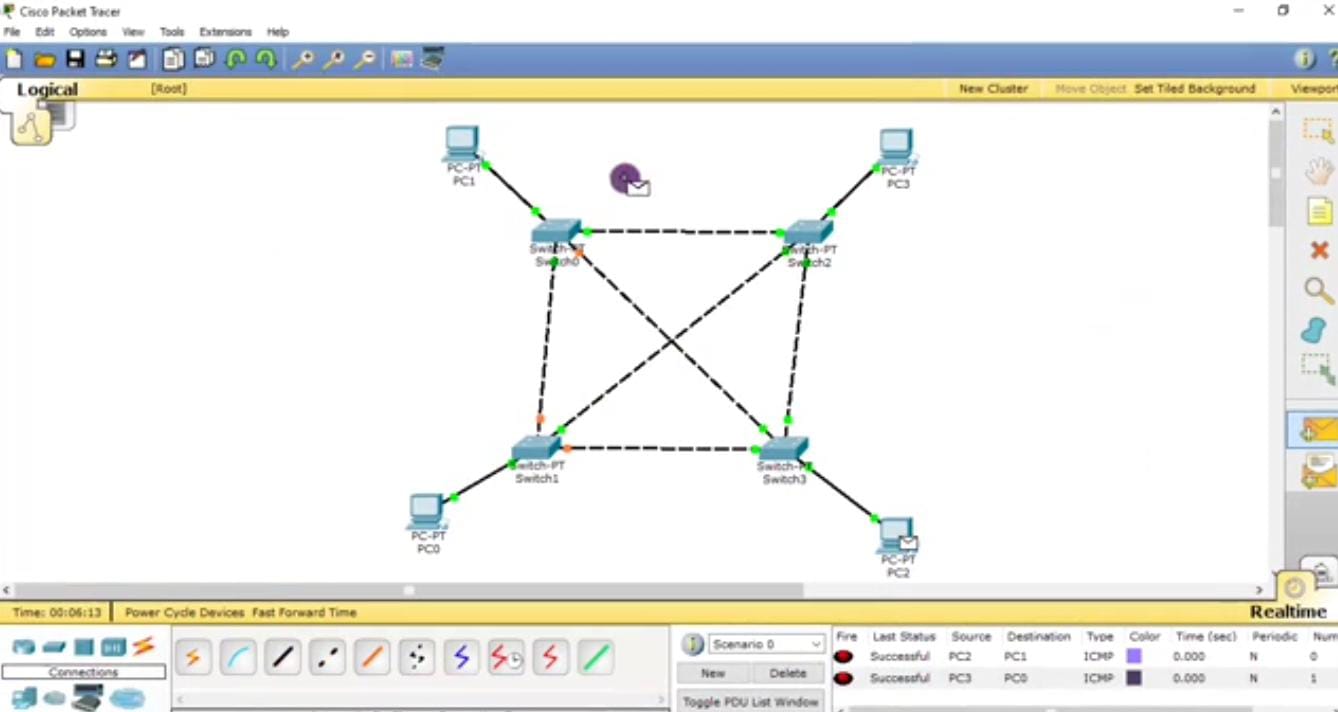 Cisco Packet Tracer
File Edit Options View Tools Extensions Help
Logical [Root] New Cluster Move Object Set Tiled Background Viewport
PC-PT
PC1
PC-PT
PC3
Switch-PT
Switch0
Switch-PT
Switch2
Switch-PT
Switch1
Switch-PT
Switch3
PC-PT
PC0
PC-PT
PC2
Time: 00:06:13 Power Cycle Devices Fast Forward Time Realtime
Connections
Scenario 0
New Delete
Toggle PDU List Window
Fire Last Status Source Destination Type Color Time (sec) Periodic Num
Successful PC2 PC1 ICMP 0.000 N 0
Successful PC3 PC0 ICMP 0.000 N 1